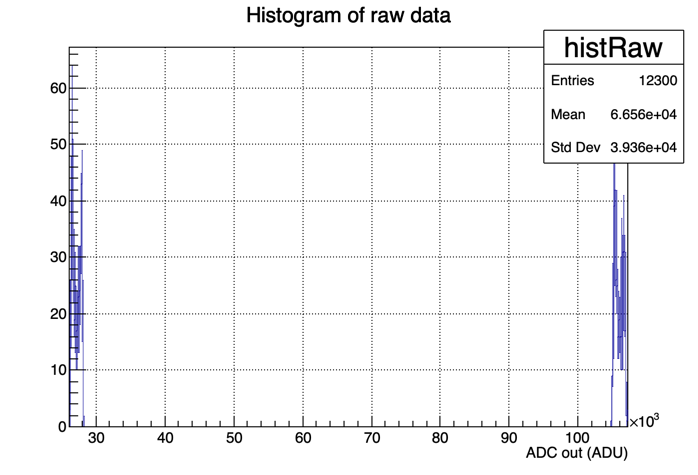 Histogram of raw data
histRaw
Entries 12300
Mean 6.656e+04
Std Dev 3.936e+04
60
50
40
30
20
10
0
30 40 50 60 70 80 90 100
×10³
ADC out (ADU)